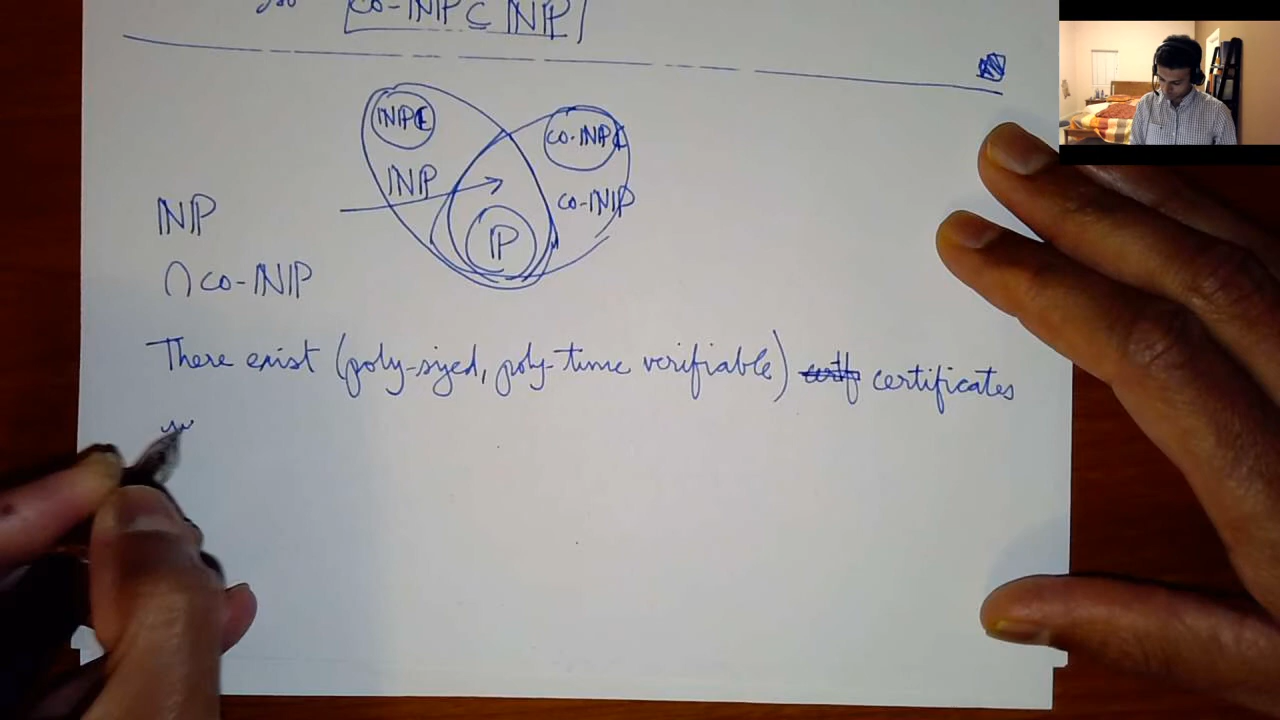 co-NP ⊆ NP
NPC
co-NPC
NP
co-NP
P
NP
∩ co-NP
There exist (poly-sized, poly-time verifiable) certificates